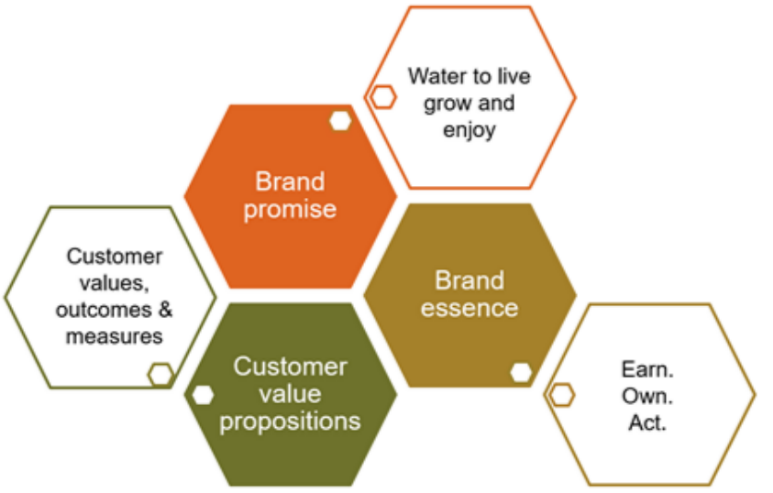 Water to live
grow and
enjoy
Brand
promise
Customer
values,
outcomes &
measures
Brand
essence
Customer
value
propositions
Earn.
Own.
Act.